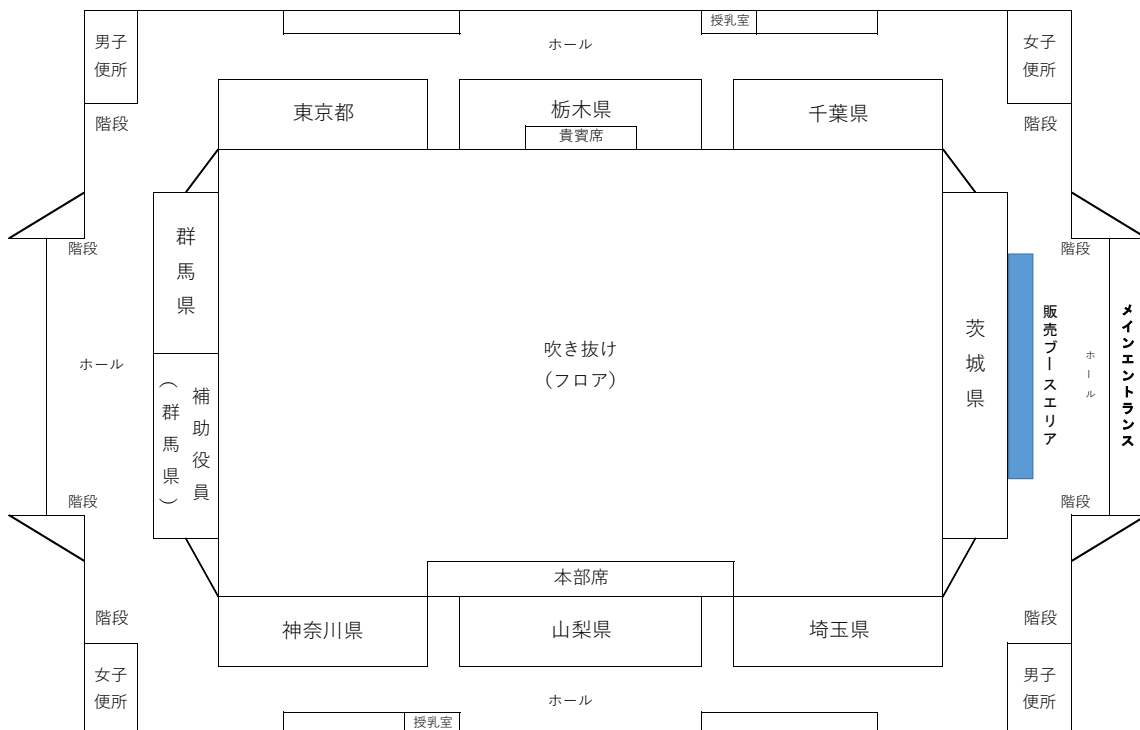 授乳室
男子
便所
ホール
女子
便所
東京都
栃木県
千葉県
階段
貴賓席
階段
群馬県
階段
階段
茨城県
販売ブースエリア
メインエントランス
吹き抜け
(フロア)
ホール
ホール
補助役員
(群馬県)
階段
階段
本部席
階段
神奈川県
山梨県
埼玉県
階段
女子
便所
ホール
男子
便所
授乳室